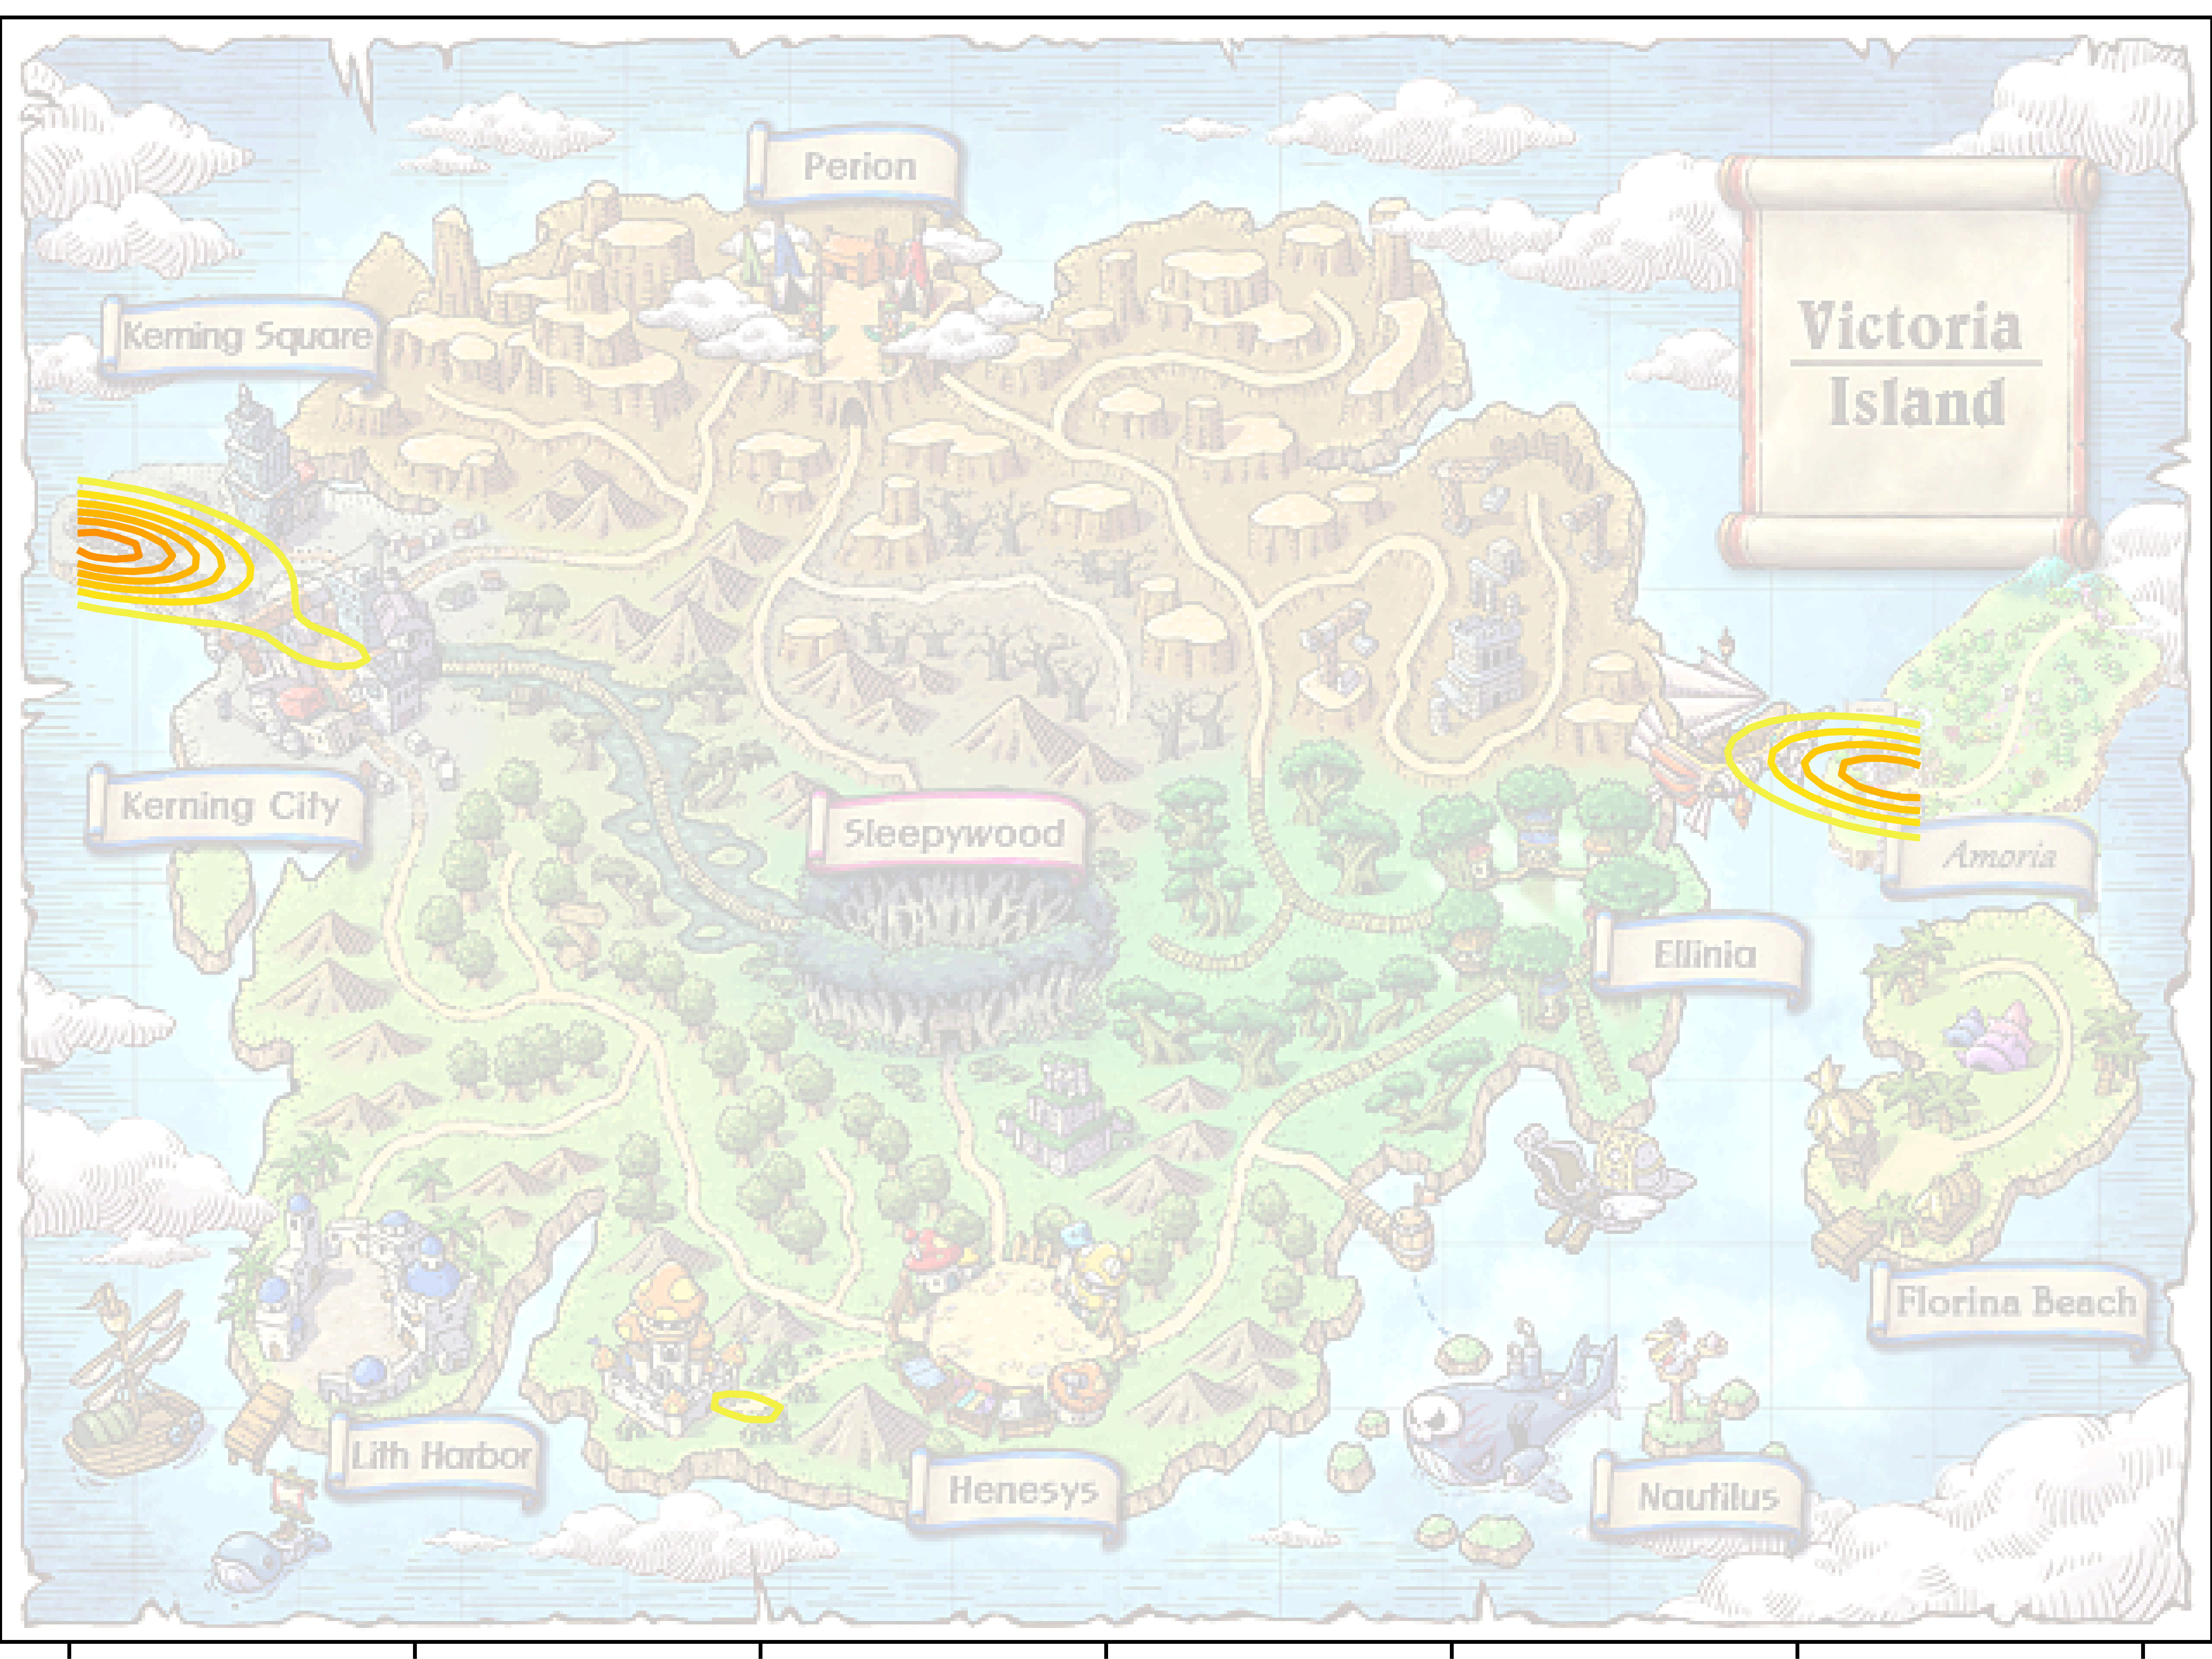 Perion
Kerning Square
Victoria
Island
Kerning City
Sleepywood
Amoria
Ellinia
Florina Beach
Lith Harbor
Henesys
Nautilus